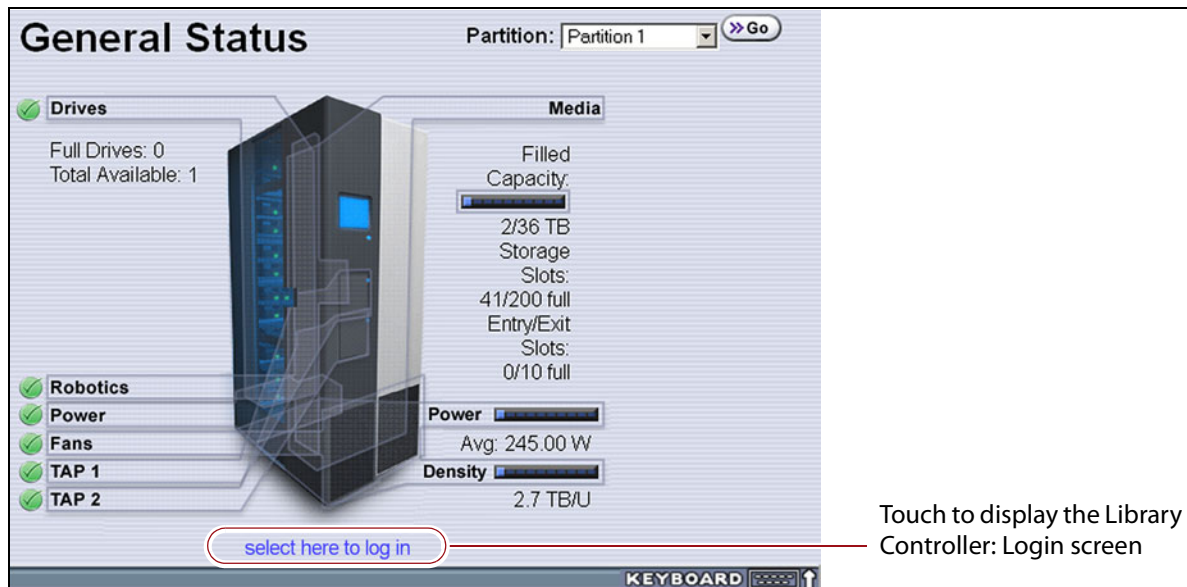 General Status
Partition: Partition 1 Go
Drives
Full Drives: 0
Total Available: 1
Media
Filled
Capacity:
2/36 TB
Storage
Slots:
41/200 full
Entry/Exit
Slots:
0/10 full
Robotics
Power
Fans
TAP 1
TAP 2
Power
Avg: 245.00 W
Density
2.7 TB/U
select here to log in
Touch to display the Library
Controller: Login screen
KEYBOARD